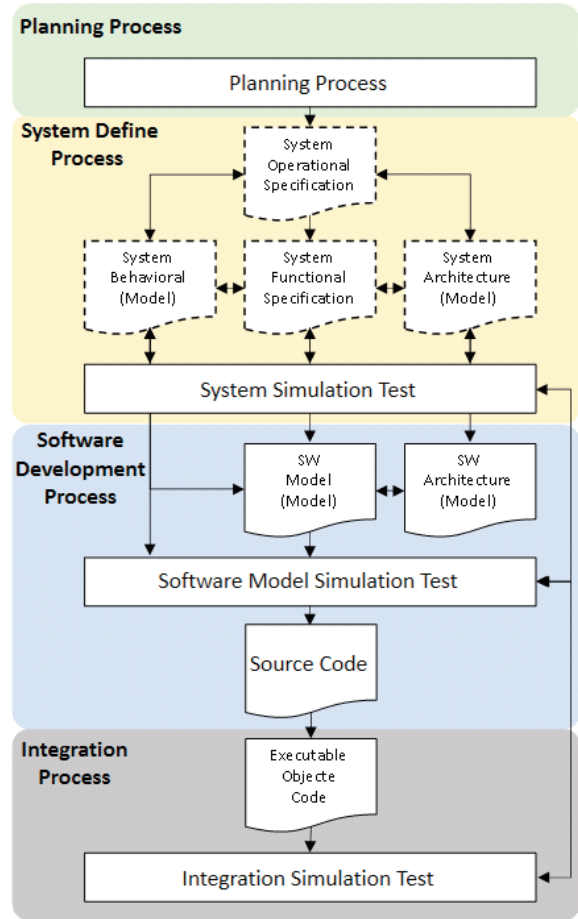 Planning Process
Planning Process
System Define
Process
System
Operational
Specification
System
Behavioral
(Model)
System
Functional
Specification
System
Architecture
(Model)
System Simulation Test
Software
Development
Process
SW
Model
(Model)
SW
Architecture
(Model)
Software Model Simulation Test
Source Code
Integration
Process
Executable
Objecte
Code
Integration Simulation Test